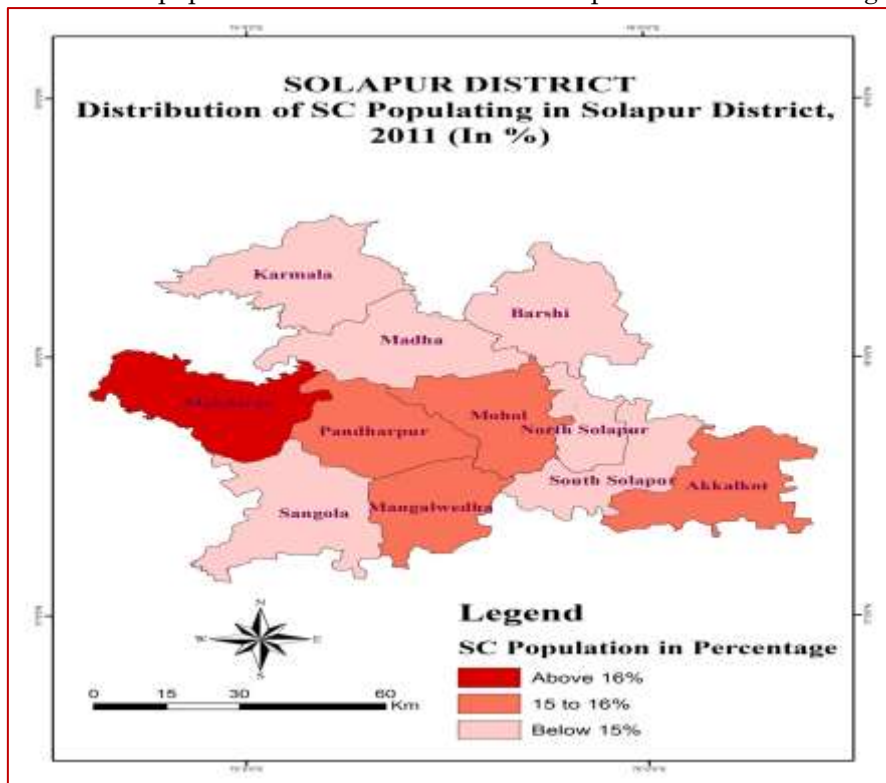 SOLAPUR DISTRICT
Distribution of SC Populating in Solapur District,
2011 (In %)
Karmala
Barshi
Madha
Mohol
Pandharpur
North Solapur
South Solapur
Akkalkot
Mangalwedha
Sangola
N
W
E
S
0 15 30 60
Km
Legend
SC Population in Percentage
Above 16%
15 to 16%
Below 15%